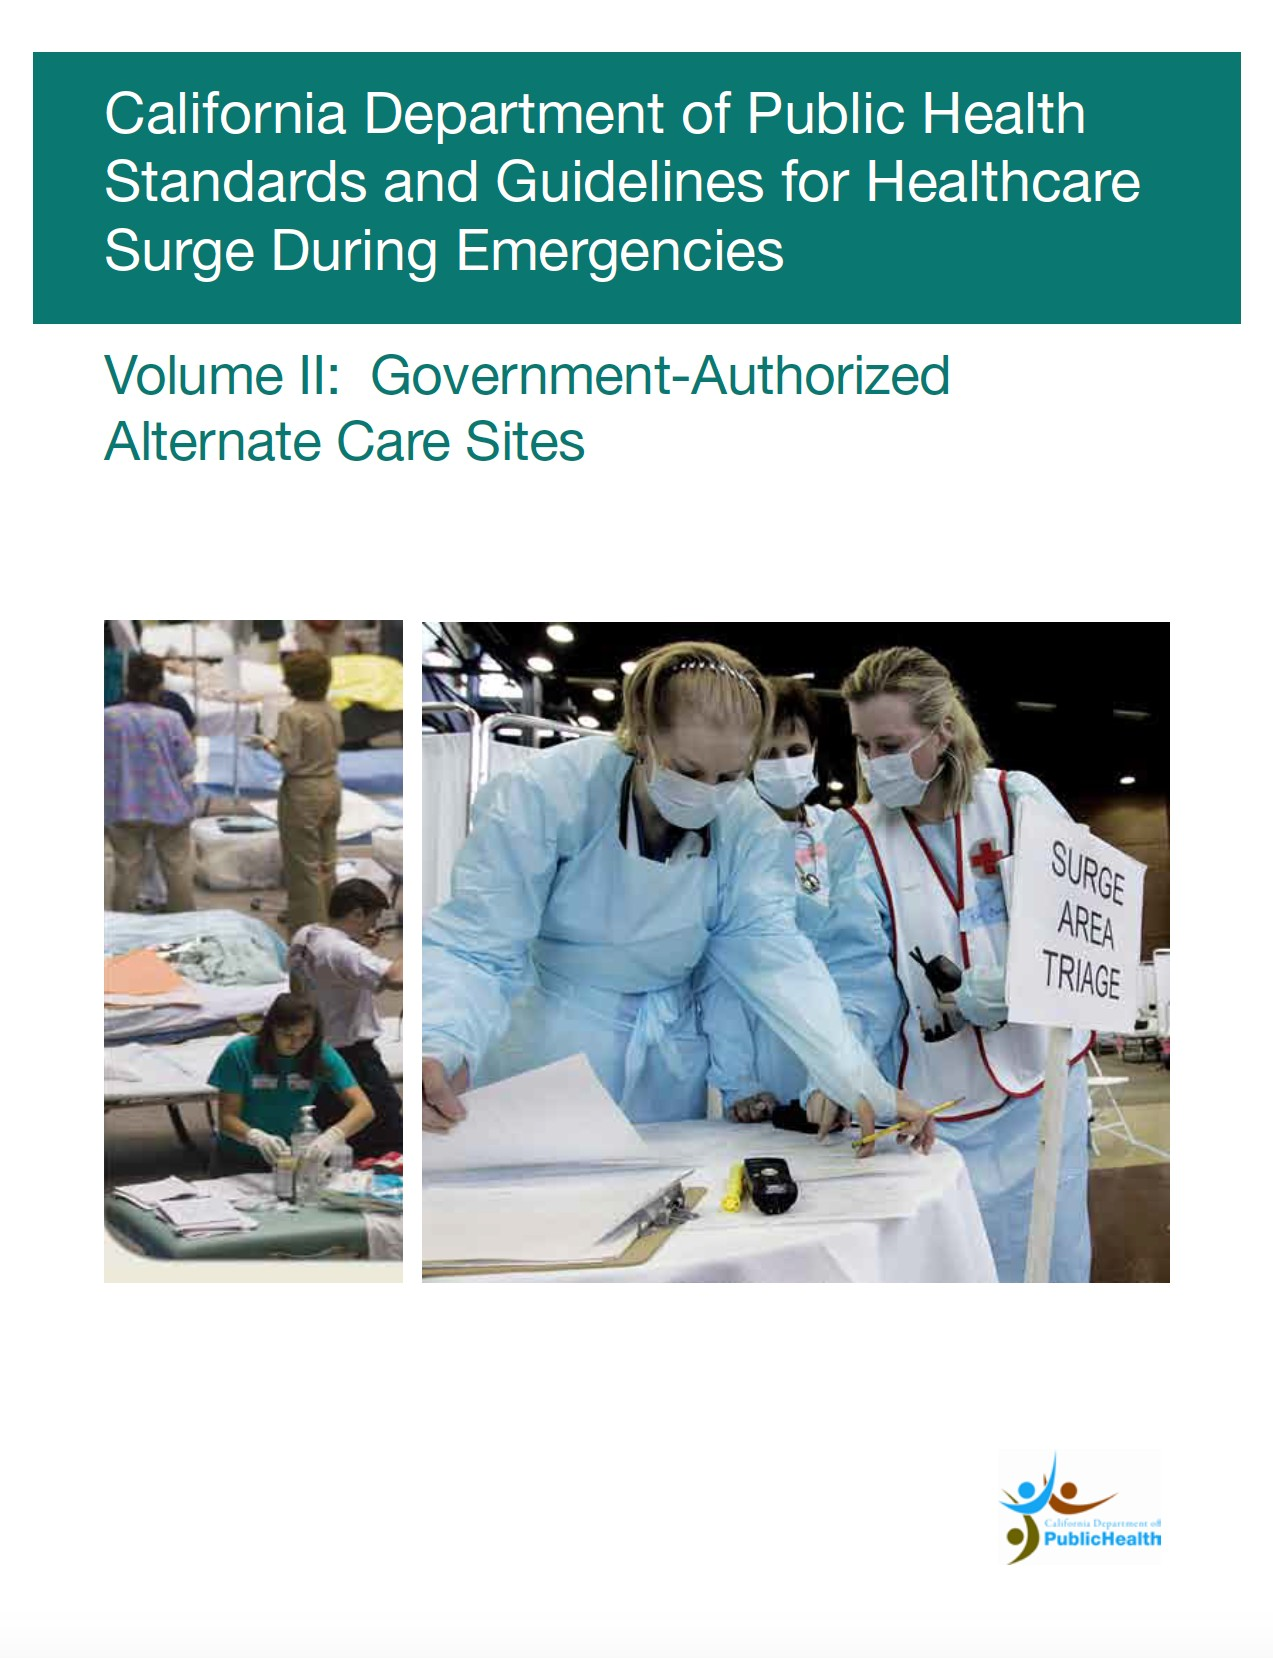 California Department of Public Health
Standards and Guidelines for Healthcare
Surge During Emergencies
Volume II: Government-Authorized
Alternate Care Sites
SURGE
AREA
TRIAGE
California Department of
PublicHealth